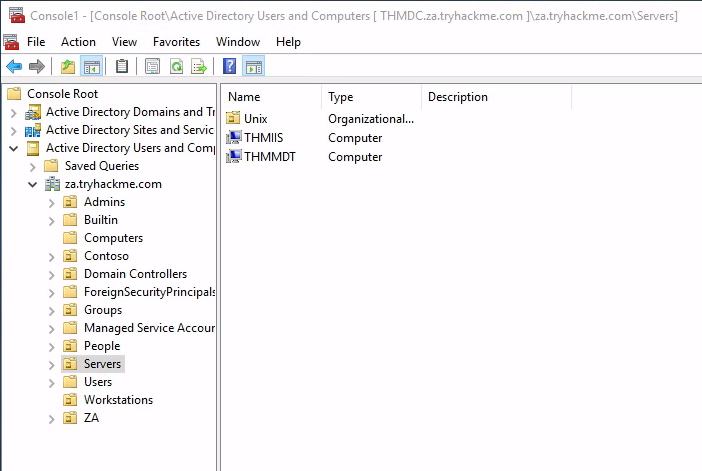 Console1 - [Console Root\Active Directory Users and Computers [ THMDC.za.tryhackme.com ]\za.tryhackme.com\Servers]
File Action View Favorites Window Help
Console Root
Active Directory Domains and Tr
Active Directory Sites and Servic
Active Directory Users and Comp
Saved Queries
za.tryhackme.com
Admins
Builtin
Computers
Contoso
Domain Controllers
ForeignSecurityPrincipals
Groups
Managed Service Accour
People
Servers
Users
Workstations
ZA
Name Type Description
Unix Organizational...
THMIIS Computer
THMMDT Computer